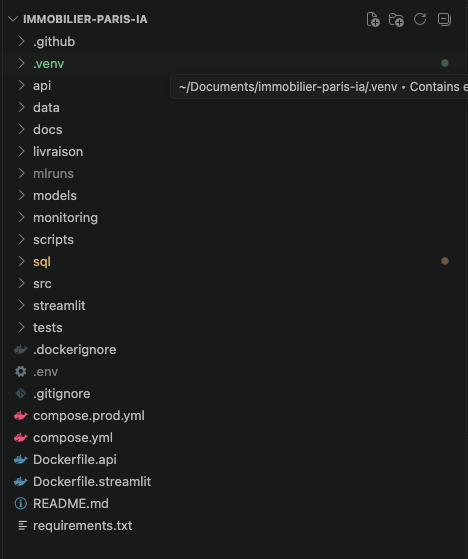 IMMOBILIER-PARIS-IA
.github
.venv
api
~/Documents/immobilier-paris-ia/.venv • Contains e
data
docs
livraison
mlruns
models
monitoring
scripts
sql
src
streamlit
tests
.dockerignore
.env
.gitignore
compose.prod.yml
compose.yml
Dockerfile.api
Dockerfile.streamlit
README.md
requirements.txt